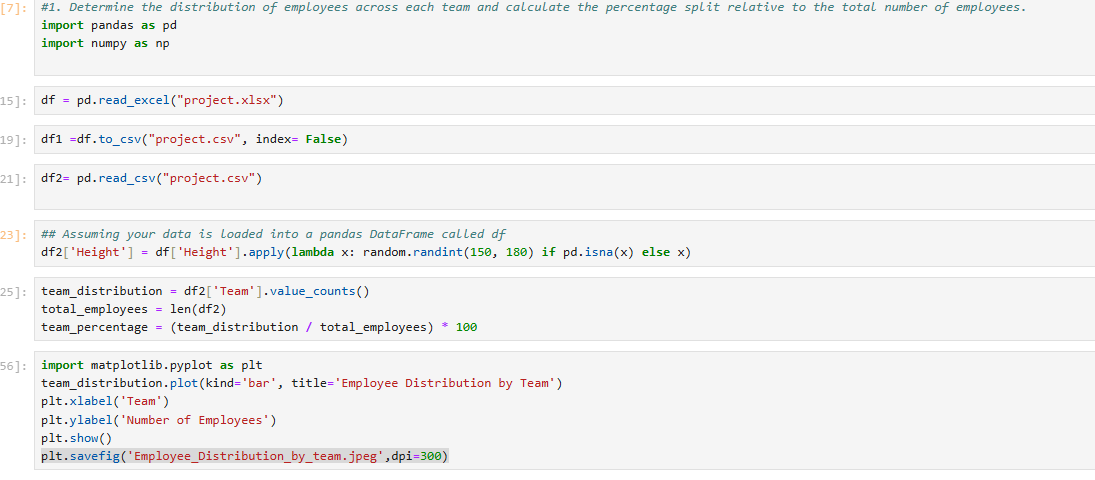 [7]: #1. Determine the distribution of employees across each team and calculate the percentage split relative to the total number of employees.
import pandas as pd
import numpy as np
15]: df = pd.read_excel("project.xlsx")
19]: df1 =df.to_csv("project.csv", index= False)
21]: df2= pd.read_csv("project.csv")
23]: ## Assuming your data is loaded into a pandas DataFrame called df
df2['Height'] = df['Height'].apply(lambda x: random.randint(150, 180) if pd.isna(x) else x)
25]: team_distribution = df2['Team'].value_counts()
total_employees = len(df2)
team_percentage = (team_distribution / total_employees) * 100
56]: import matplotlib.pyplot as plt
team_distribution.plot(kind='bar', title='Employee Distribution by Team')
plt.xlabel('Team')
plt.ylabel('Number of Employees')
plt.show()
plt.savefig('Employee_Distribution_by_team.jpeg',dpi=300)